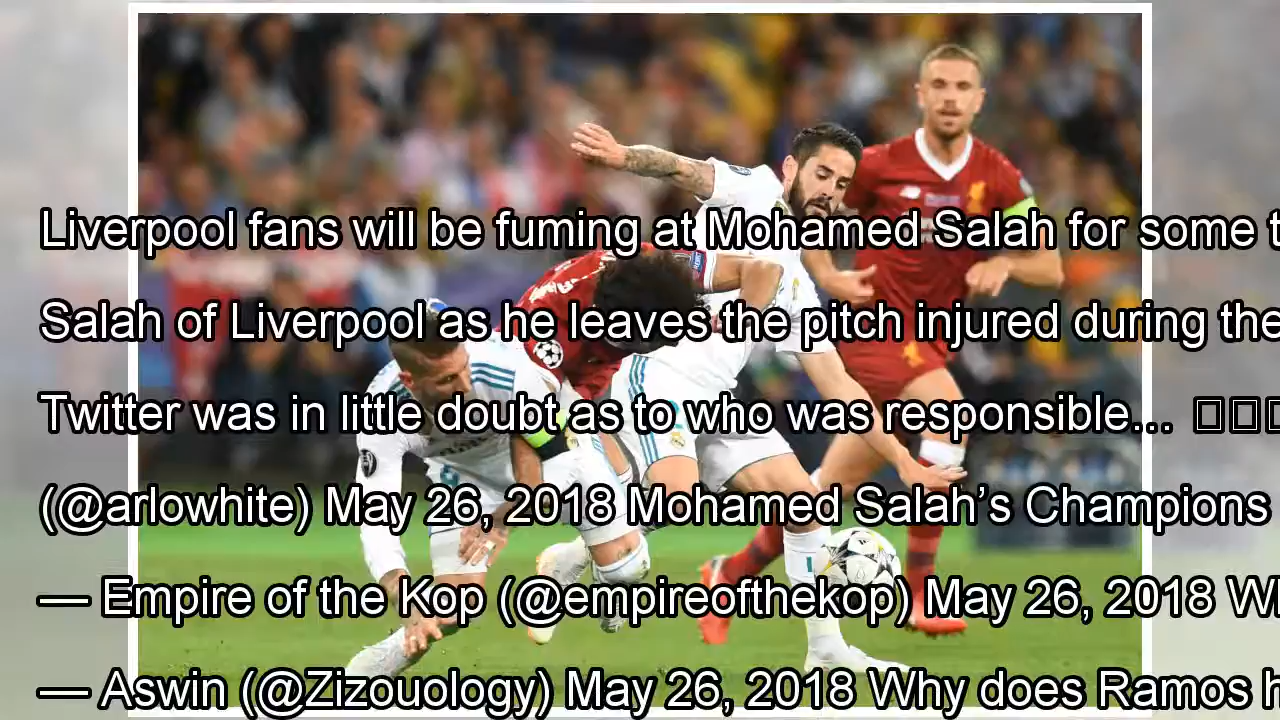 Liverpool fans will be fuming at Mohamed Salah for some
Salah of Liverpool as he leaves the pitch injured during the
Twitter was in little doubt as to who was responsible…
(@arlowhite) May 26, 2018 Mohamed Salah’s Champions
— Empire of the Kop (@empireofthekop) May 26, 2018
— Aswin (@Zizouology) May 26, 2018 Why does Ramos